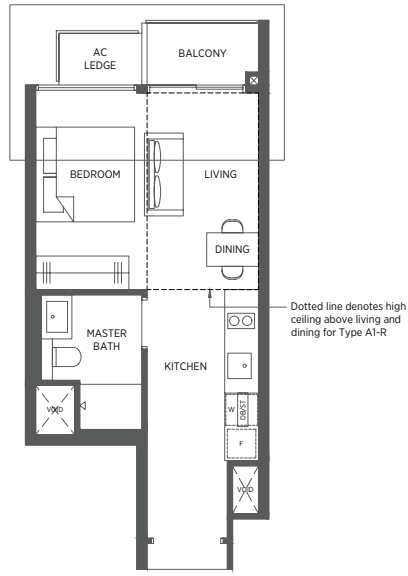 AC
LEDGE
BALCONY
BEDROOM
LIVING
DINING
Dotted line denotes high
ceiling above living and
dining for Type A1-R
MASTER
BATH
KITCHEN
VOID
W
DB/ST
F
VOID